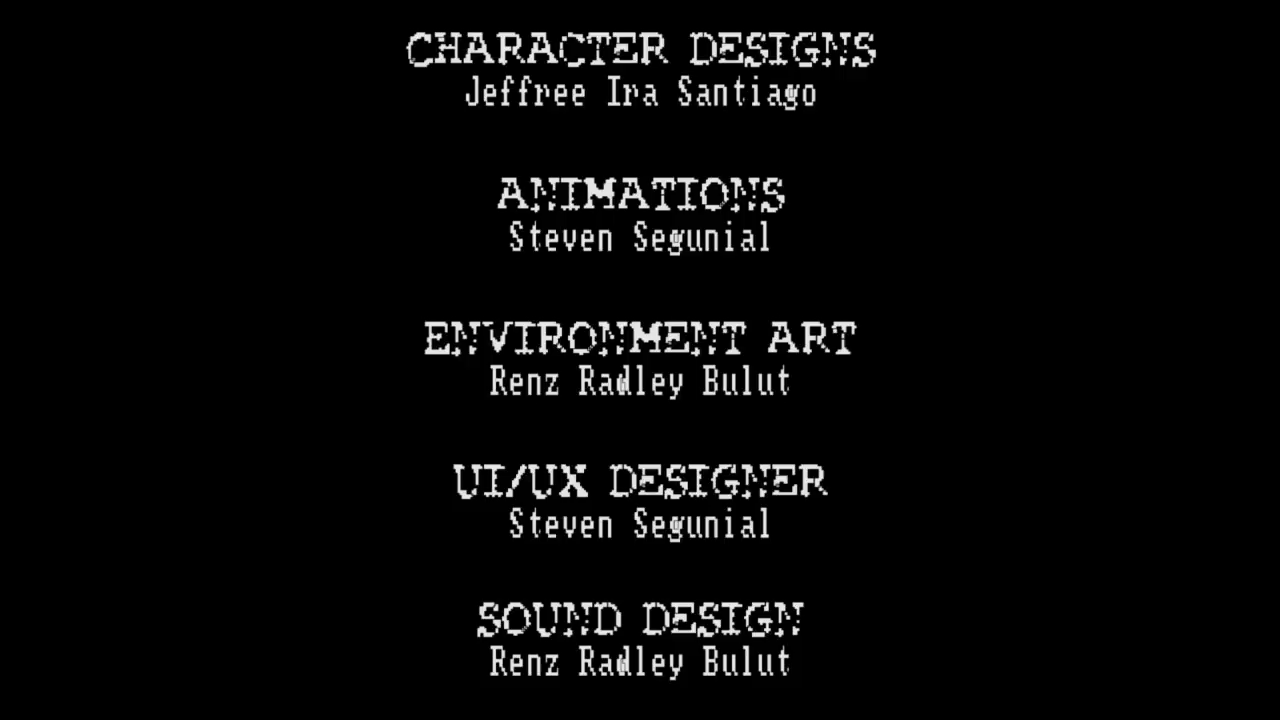 CHARACTER DESIGNS
Jeffree Ira Santiago
ANIMATIONS
Steven Segunial
ENVIRONMENT ART
Renz Radley Bulut
UI/UX DESIGNER
Steven Segunial
SOUND DESIGN
Renz Radley Bulut